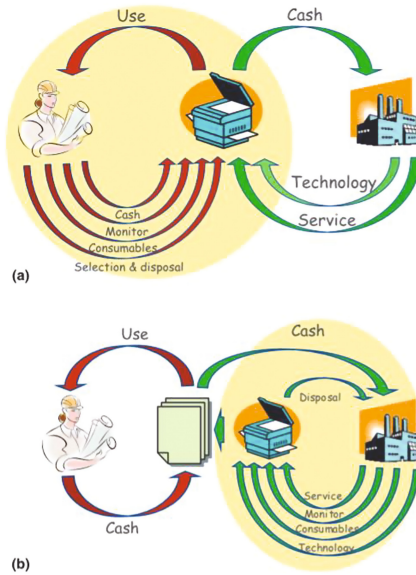 Use
Cash
Technology
Service
Cash
Monitor
Consumables
Selection & disposal
(a)
Use
Cash
Disposal
Service
Monitor
Consumables
Technology
Cash
(b)